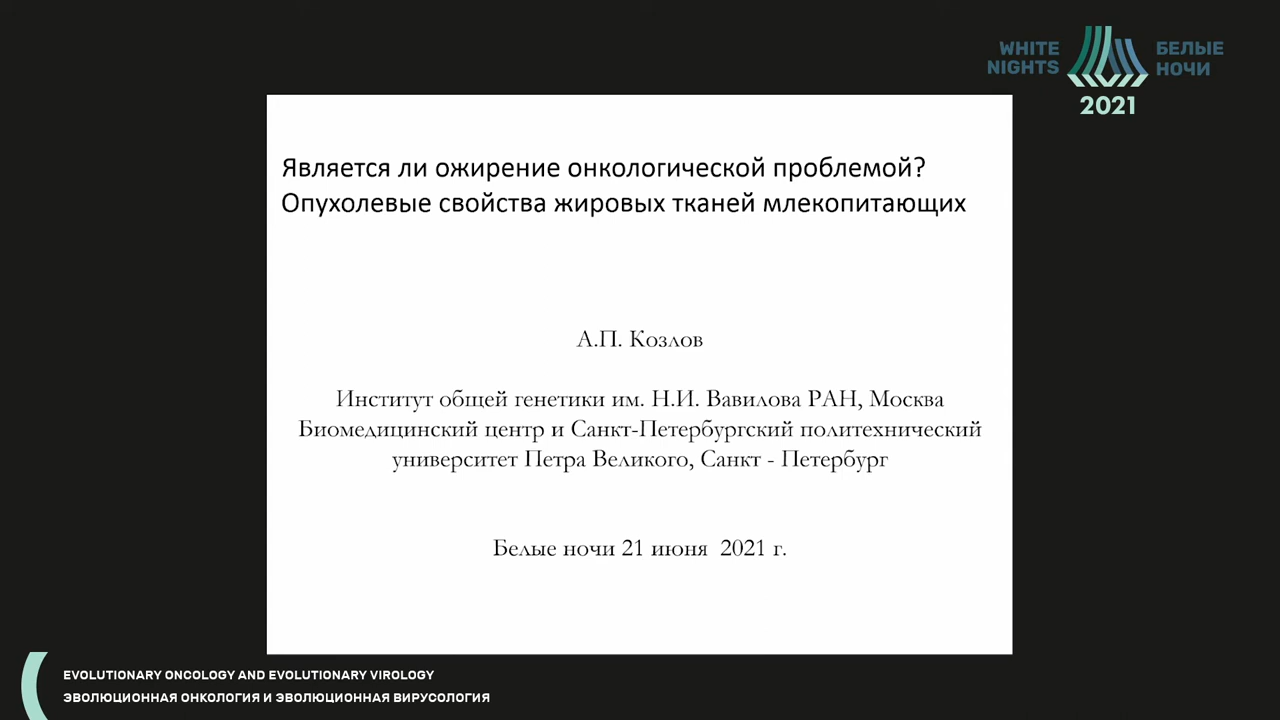 WHITE
NIGHTS
БЕЛЫЕ
НОЧИ
2021
Является ли ожирение онкологической проблемой?
Опухолевые свойства жировых тканей млекопитающих
А.П. Козлов
Институт общей генетики им. Н.И. Вавилова РАН, Москва
Биомедицинский центр и Санкт-Петербургский политехнический
университет Петра Великого, Санкт - Петербург
Белые ночи 21 июня 2021 г.
EVOLUTIONARY ONCOLOGY AND EVOLUTIONARY VIROLOGY
ЭВОЛЮЦИОННАЯ ОНКОЛОГИЯ И ЭВОЛЮЦИОННАЯ ВИРУСОЛОГИЯ